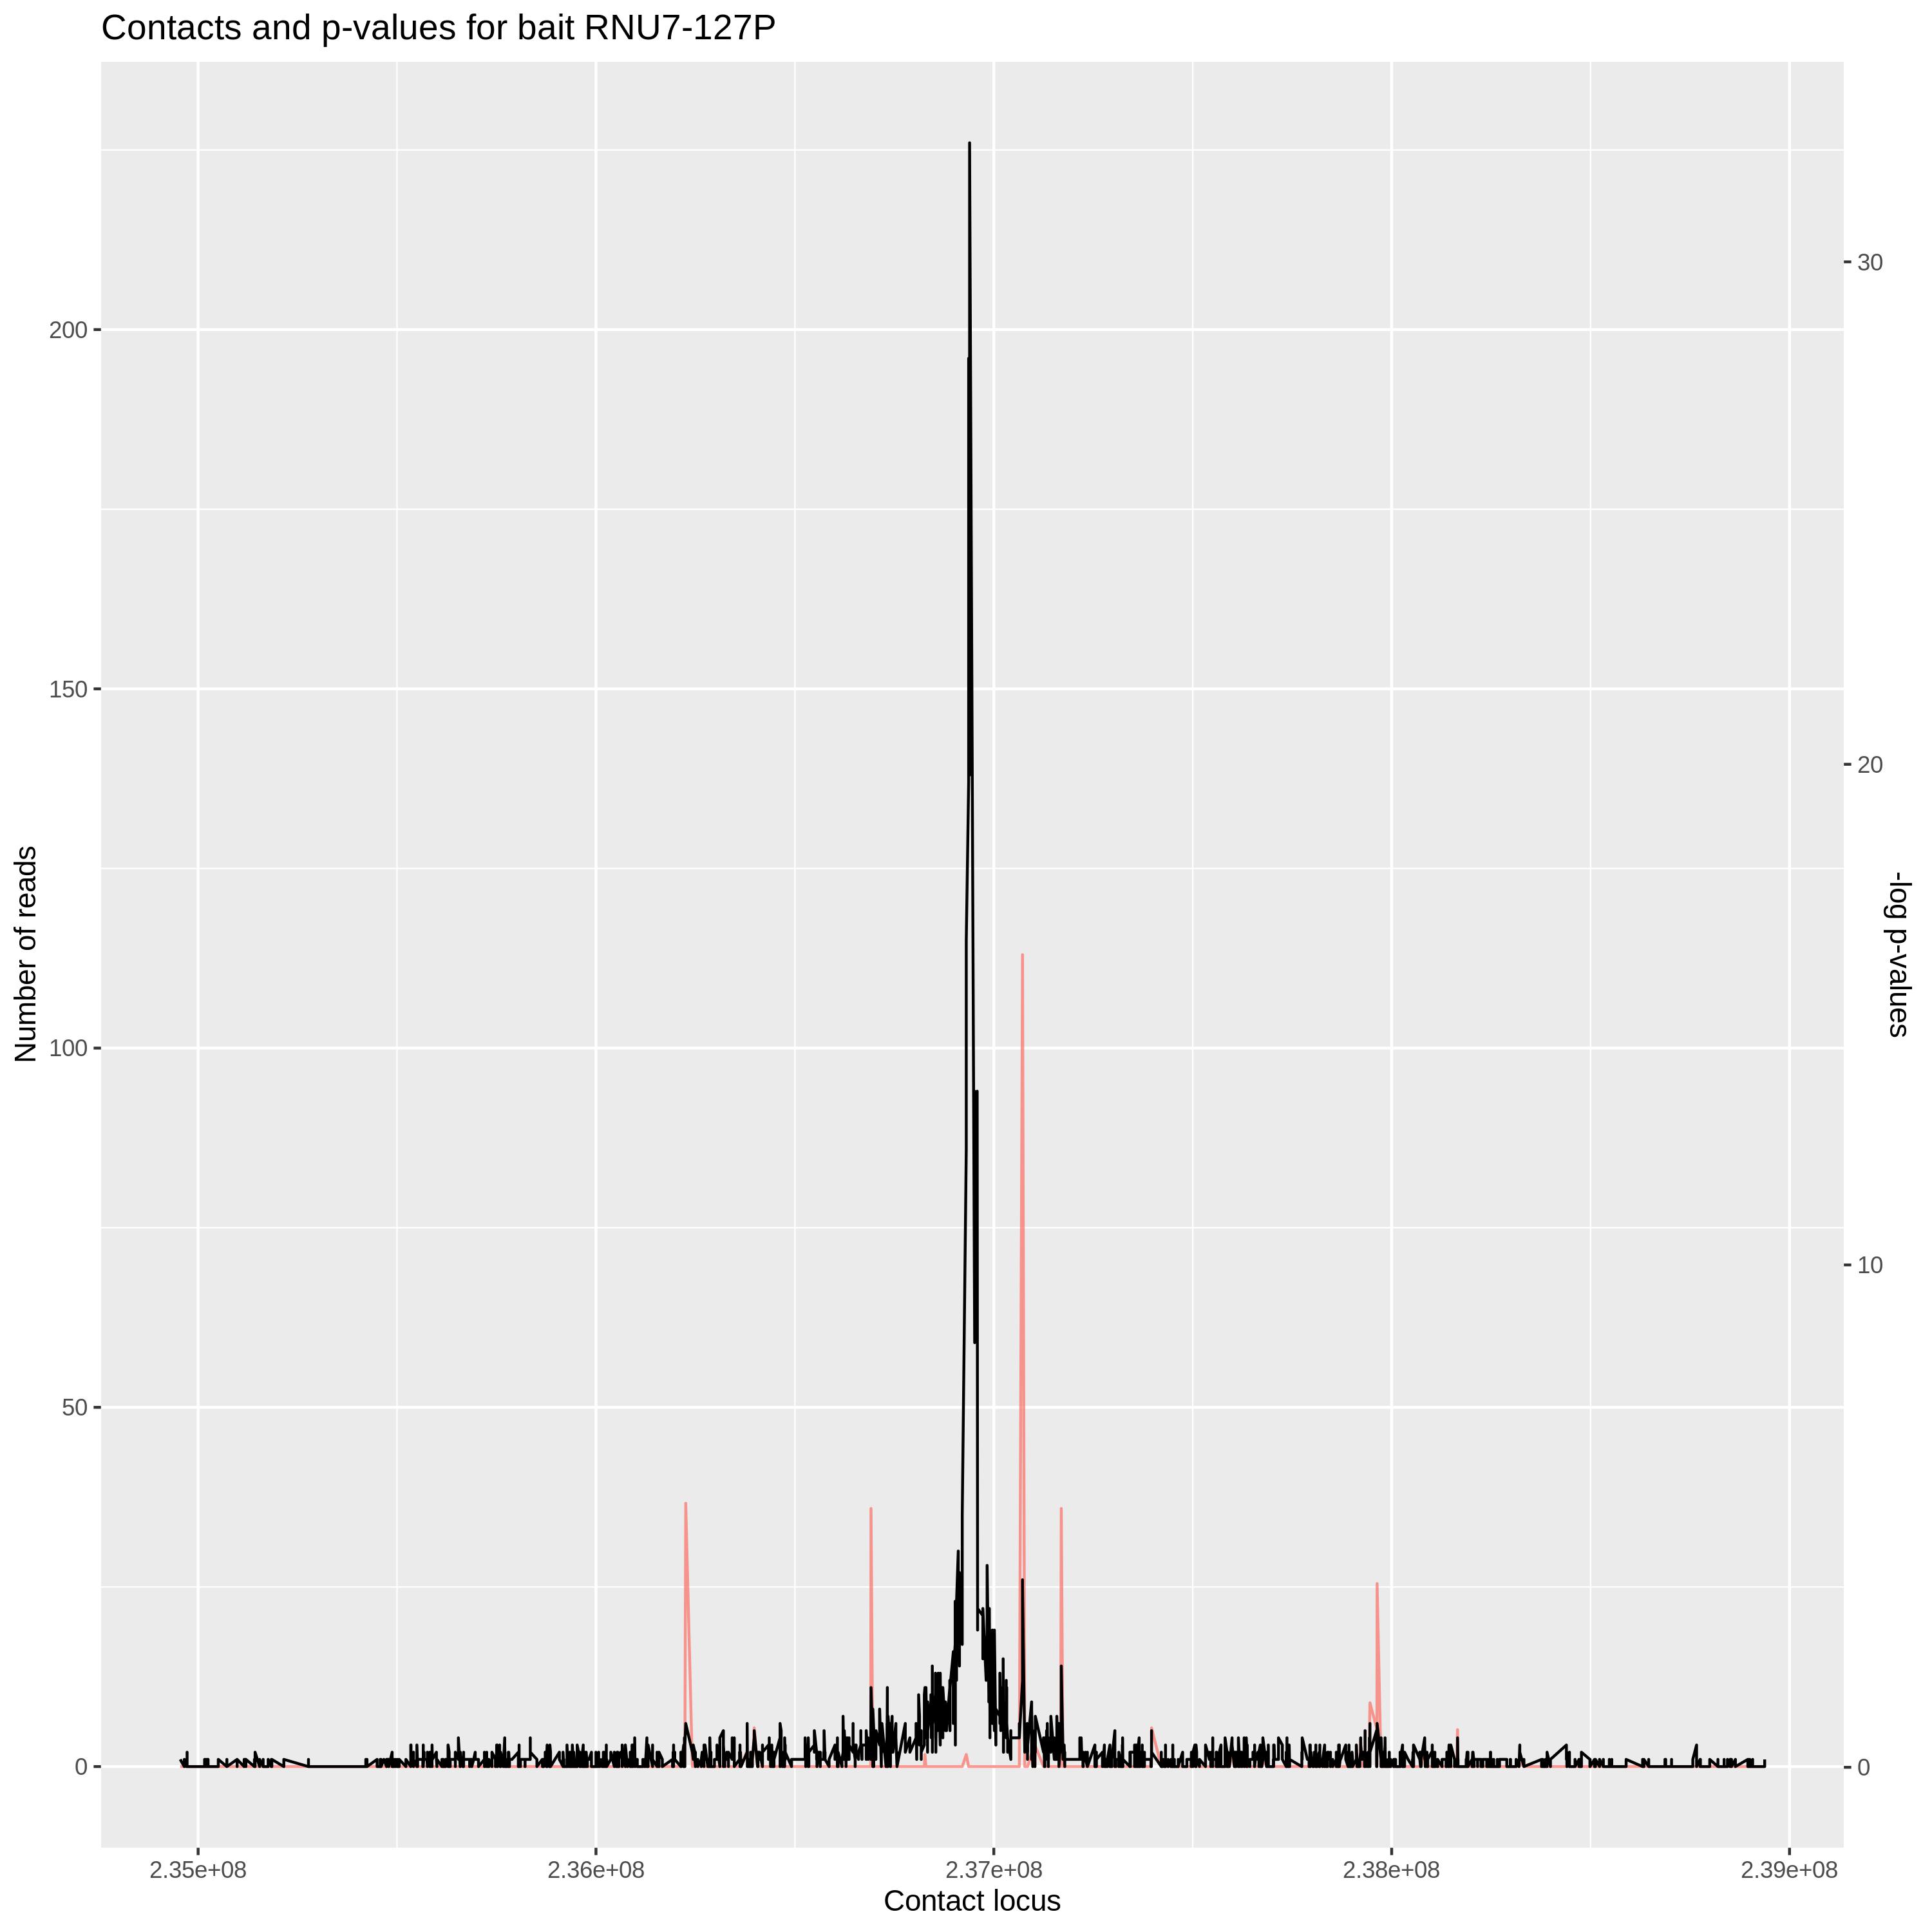 Contacts and p-values for bait RNU7-127P
Number of reads
200
150
100
50
0
30
20
10
0
-log p-values
2.35e+08 2.36e+08 2.37e+08 2.38e+08 2.39e+08
Contact locus